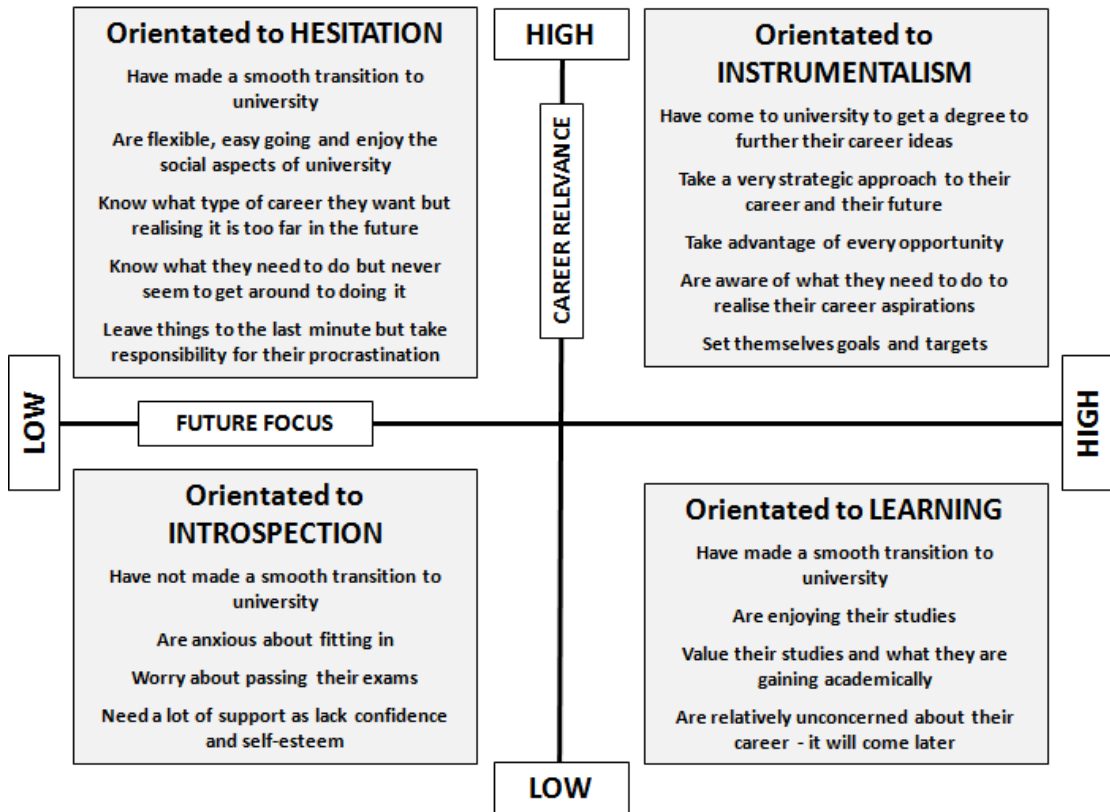 Orientated to HESITATION
Have made a smooth transition to
university
Are flexible, easy going and enjoy the
social aspects of university
Know what type of career they want but
realising it is too far in the future
Know what they need to do but never
seem to get around to doing it
Leave things to the last minute but take
responsibility for their procrastination
HIGH
CAREER RELEVANCE
Orientated to
INSTRUMENTALISM
Have come to university to get a degree to
further their career ideas
Take a very strategic approach to their
career and their future
Take advantage of every opportunity
Are aware of what they need to do to
realise their career aspirations
Set themselves goals and targets
LOW
FUTURE FOCUS
HIGH
Orientated to
INTROSPECTION
Have not made a smooth transition to
university
Are anxious about fitting in
Worry about passing their exams
Need a lot of support as lack confidence
and self-esteem
Orientated to LEARNING
Have made a smooth transition to
university
Are enjoying their studies
Value their studies and what they are
gaining academically
Are relatively unconcerned about their
career - it will come later
LOW